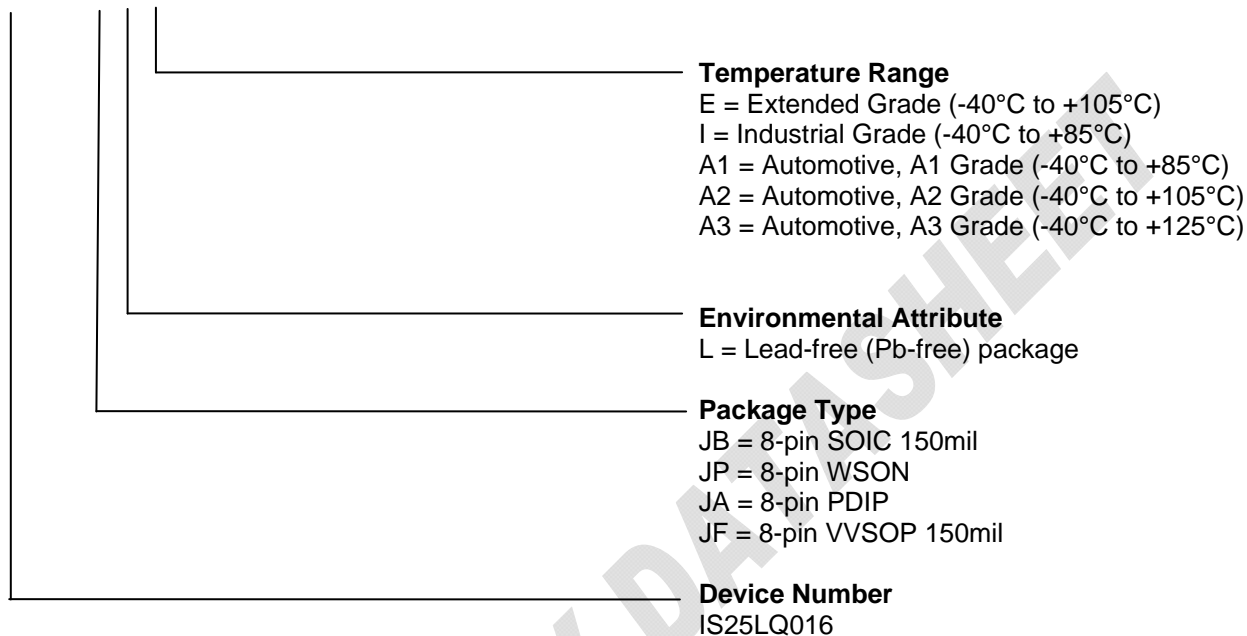 Temperature Range
E = Extended Grade (-40°C to +105°C)
I = Industrial Grade (-40°C to +85°C)
A1 = Automotive, A1 Grade (-40°C to +85°C)
A2 = Automotive, A2 Grade (-40°C to +105°C)
A3 = Automotive, A3 Grade (-40°C to +125°C)
Environmental Attribute
L = Lead-free (Pb-free) package
Package Type
JB = 8-pin SOIC 150mil
JP = 8-pin WSON
JA = 8-pin PDIP
JF = 8-pin VVSOP 150mil
Device Number
IS25LQ016
DATASHEET